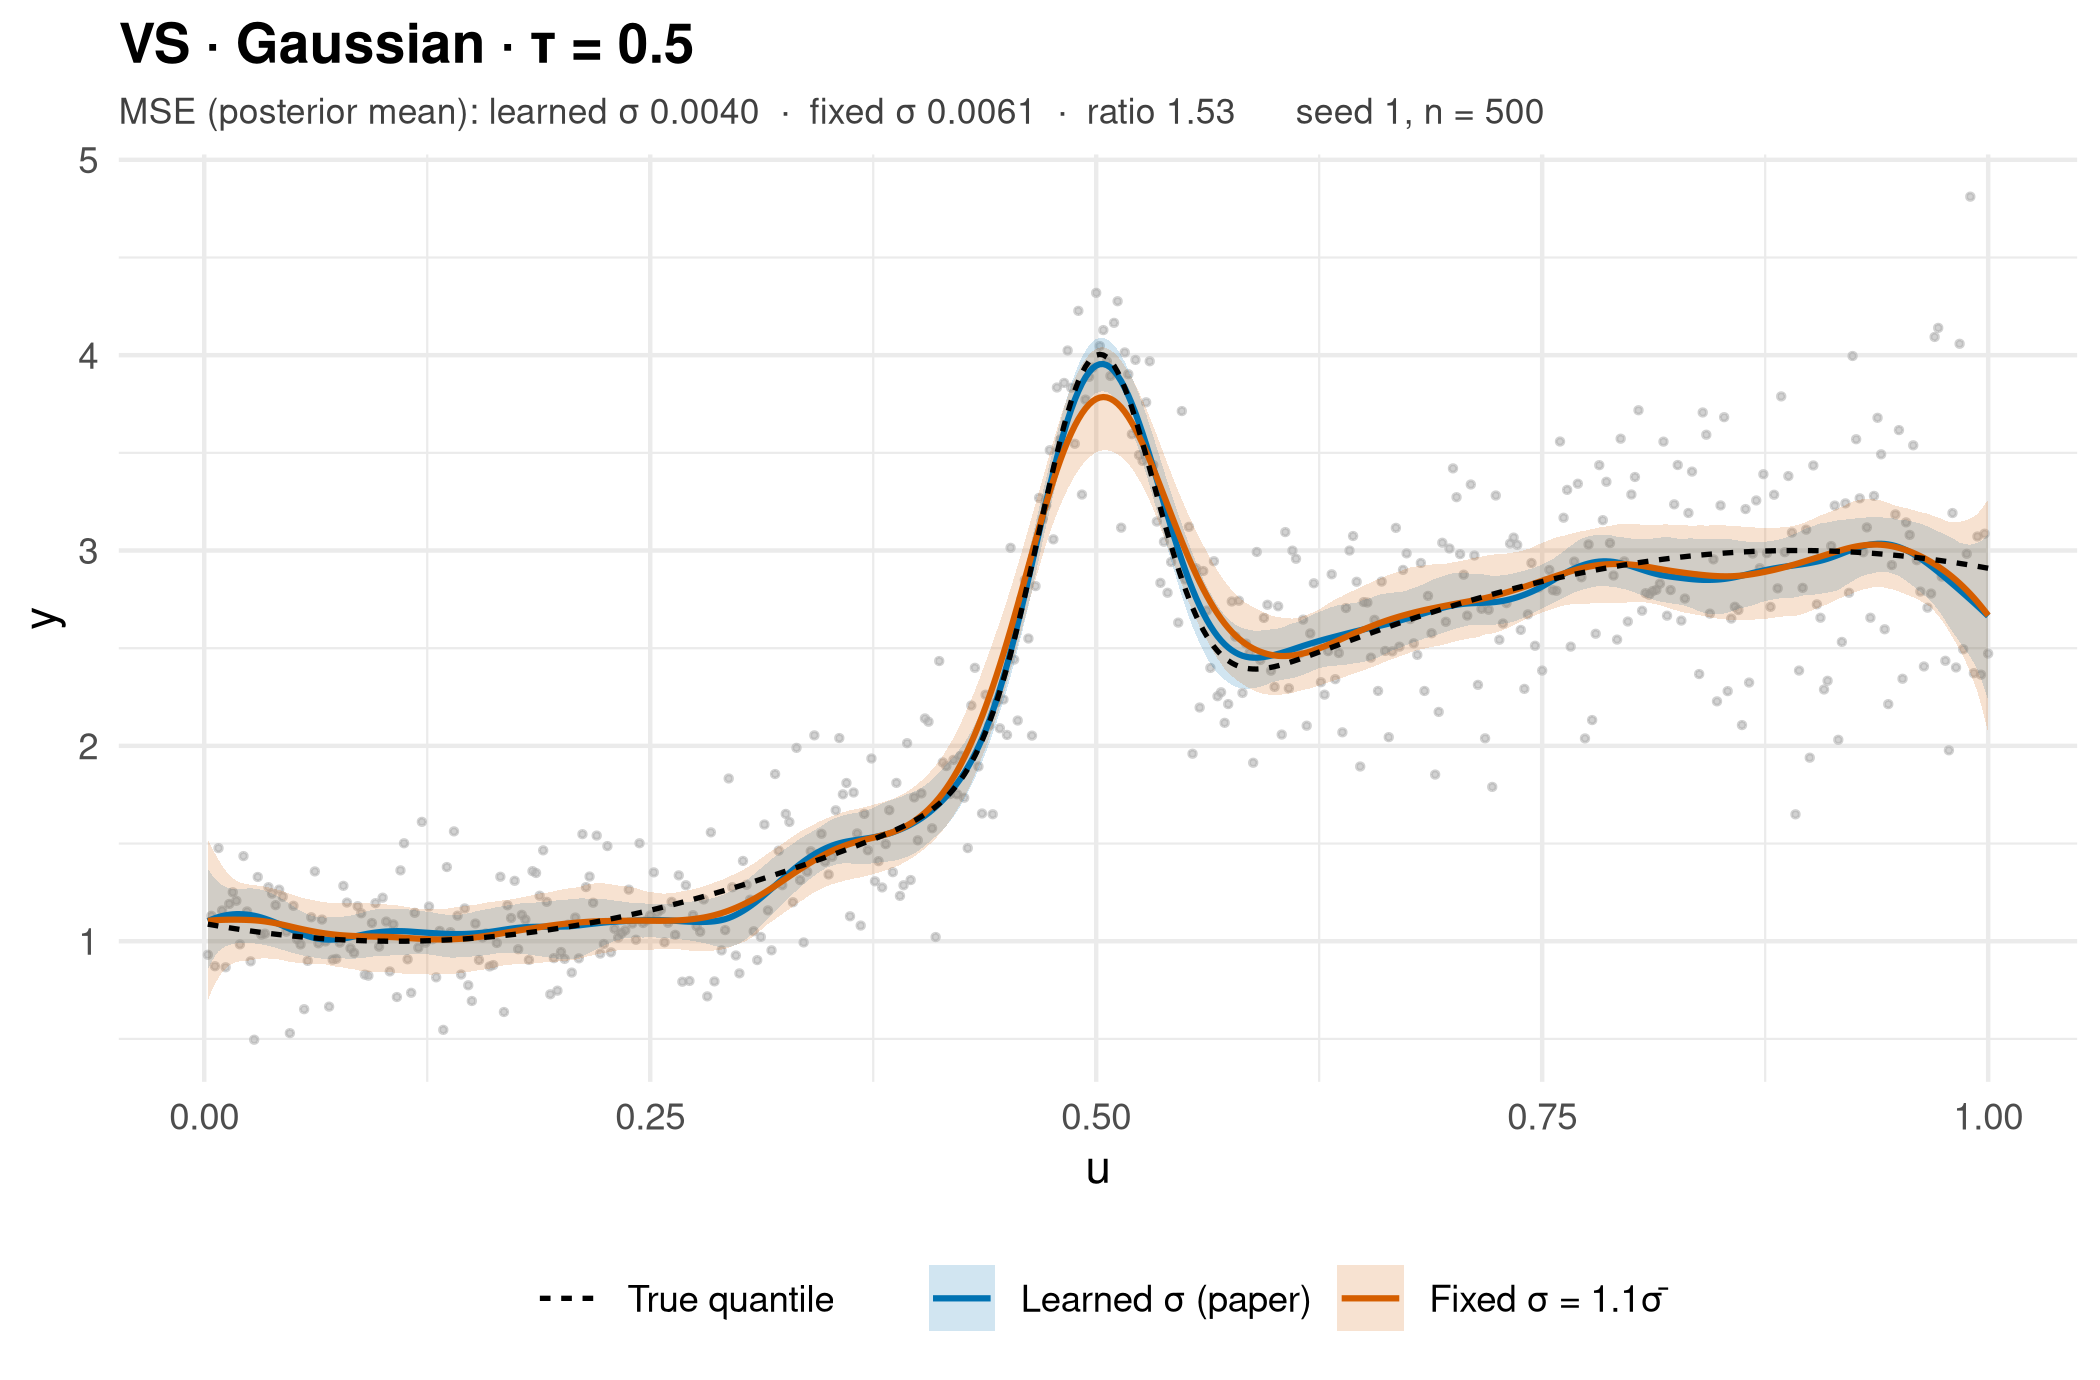 VS · Gaussian · τ = 0.5
MSE (posterior mean): learned σ 0.0040 · fixed σ 0.0061 · ratio 1.53 seed 1, n = 500
5
4
3
2
1
y
0.00 0.25 0.50 0.75 1.00
u
True quantile Learned σ (paper) Fixed σ = 1.1σ̄